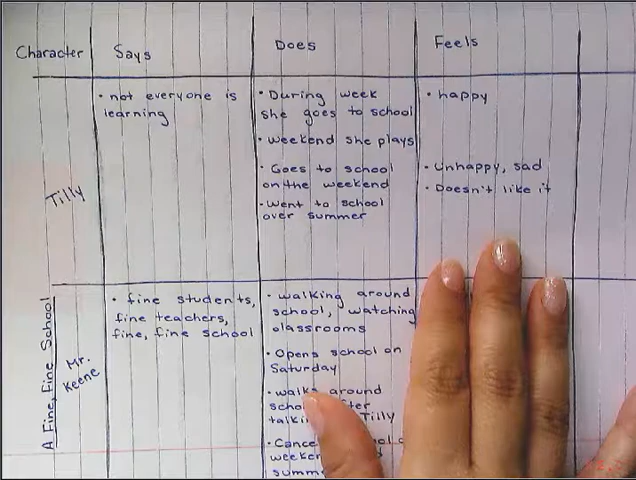 Character
Says
Does
Feels
Tilly
• not everyone is
learning
• During week
she goes to school
• weekend she plays
• Goes to school
on the weekend
• Went to school
over summer
• happy
• Unhappy, sad
• Doesn't like it
A Fine, Fine School
Mr.
Keene
• fine students,
fine teachers,
fine, fine school
• walking around
school, watching
classrooms
• Opens school on
Saturday
• walks around
Tilly